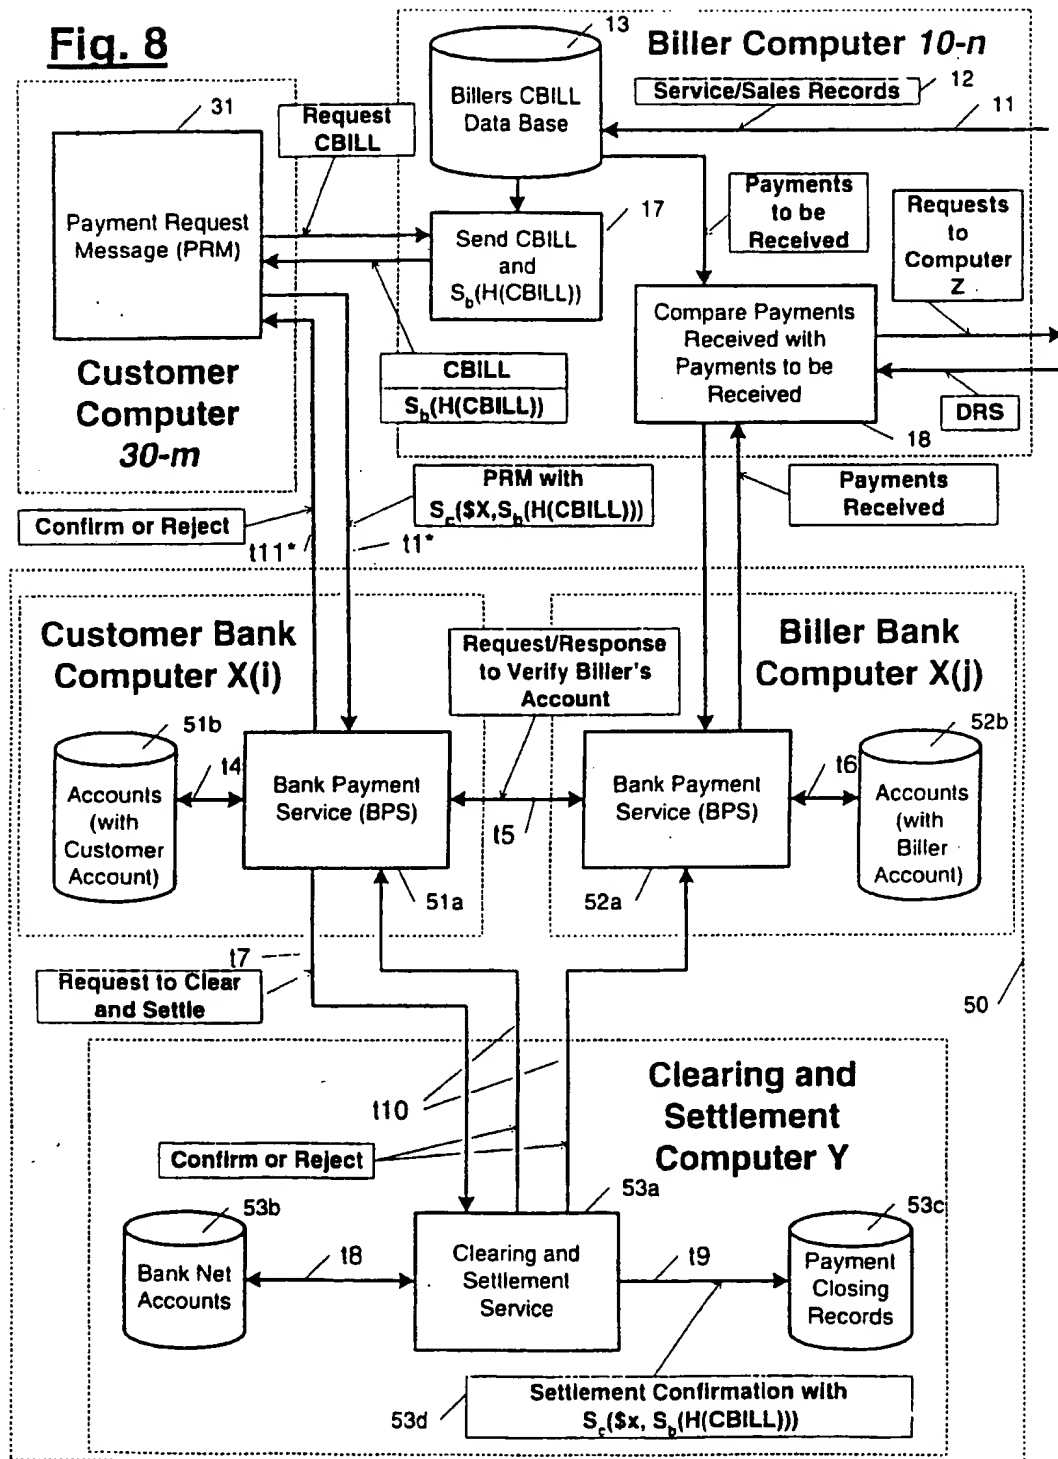 Fig. 8
13
Biller Computer 10-n
12
Service/Sales Records
11
31
Request
CBILL
Billers CBILL
Data Base
Payment Request
Message (PRM)
17
Send CBILL
and
S_b(H(CBILL))
Payments
to be
Received
Requests
to
Computer
Z
Compare Payments
Received with
Payments to be
Received
CBILL
S_b(H(CBILL))
DRS
18
Customer
Computer
30-m
PRM with
S_c($X,S_b(H(CBILL)))
Payments
Received
Confirm or Reject
t11*
t1*
Customer Bank
Computer X(i)
Request/Response
to Verify Biller's
Account
Biller Bank
Computer X(j)
51b
52b
t4
t6
Accounts
(with
Customer
Account)
Bank Payment
Service (BPS)
t5
Bank Payment
Service (BPS)
Accounts
(with
Biller
Account)
51a
52a
t7
Request to Clear
and Settle
50
t10
Clearing and
Settlement
Computer Y
Confirm or Reject
53a
53b
53c
Bank Net
Accounts
t8
Clearing and
Settlement
Service
t9
Payment
Closing
Records
53d
Settlement Confirmation with
S_c($x, S_b(H(CBILL)))